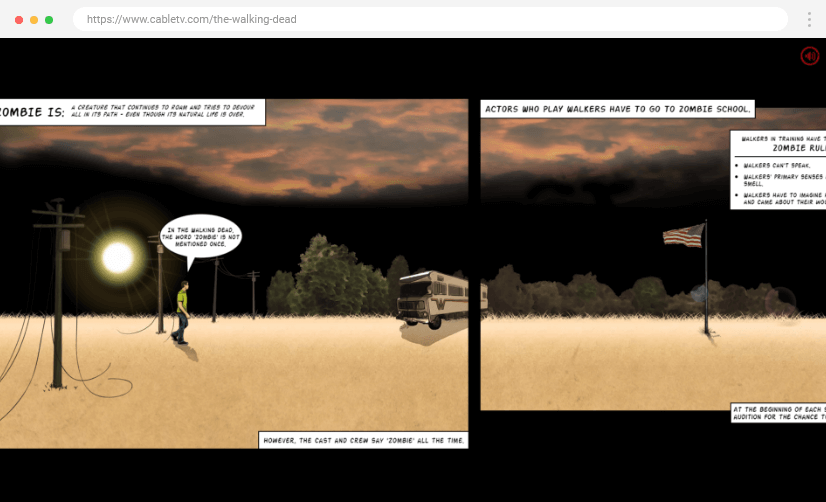 https://www.cabletv.com/the-walking-dead
ZOMBIE IS:
A CREATURE THAT CONTINUES TO ROAM AND TRIES TO DEVOUR
ALL IN ITS PATH - EVEN THOUGH ITS NATURAL LIFE IS OVER.
IN THE WALKING DEAD,
THE WORD 'ZOMBIE' IS NOT
MENTIONED ONCE.
HOWEVER, THE CAST AND CREW SAY 'ZOMBIE' ALL THE TIME.
ACTORS WHO PLAY WALKERS HAVE TO GO TO ZOMBIE SCHOOL.
WALKERS IN TRAINING HAVE
ZOMBIE RUL
• WALKERS CAN'T SPEAK.
• WALKERS' PRIMARY SENSES
SMELL.
• WALKERS HAVE TO IMAGINE
AND CAME ABOUT THEIR
AT THE BEGINNING OF EACH
AUDITION FOR THE CHANCE